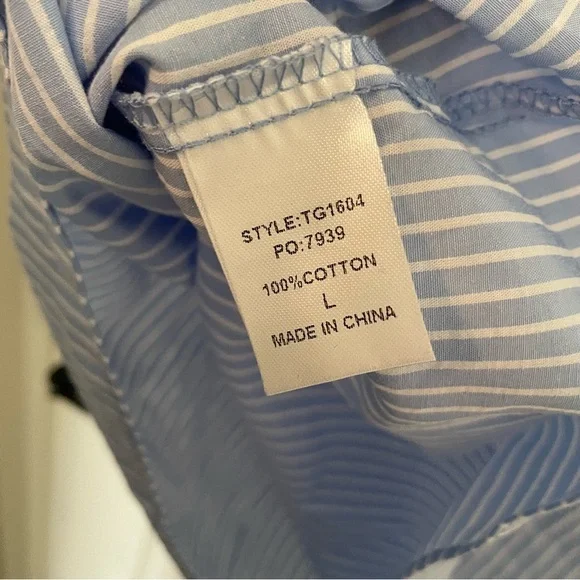 STYLE:TG1604
PO:7939
100%COTTON
L
MADE IN CHINA